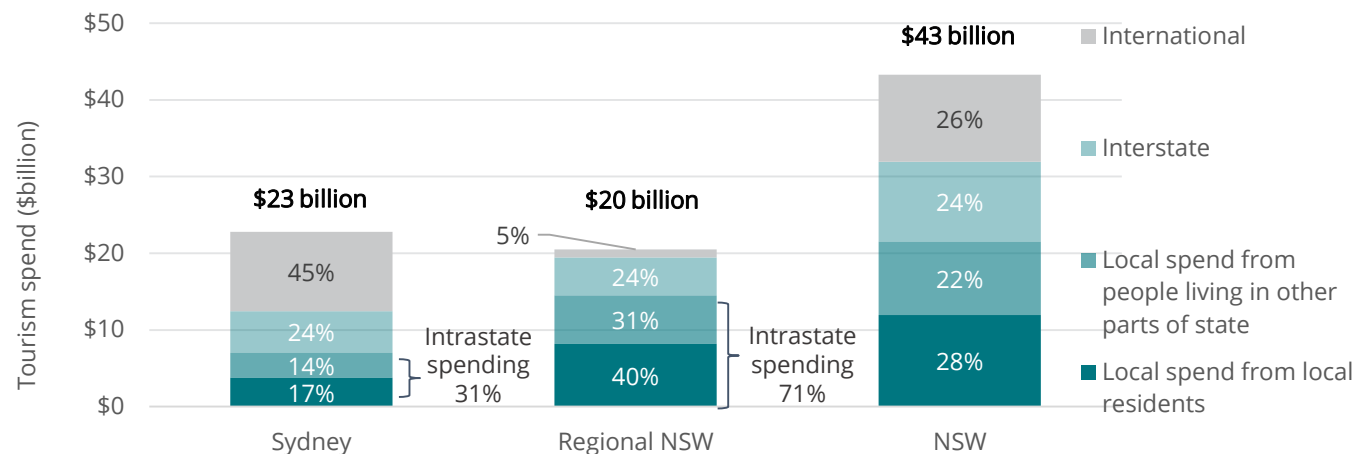 Tourism spend ($billion)
$50
$40
$30
$20
$10
$0
$23 billion
45%
24%
14%
17%
Intrastate
spending
31%
Sydney
$20 billion
5%
24%
31%
40%
Intrastate
spending
71%
Regional NSW
$43 billion
26%
24%
22%
28%
NSW
International
Interstate
Local spend from
people living in other
parts of state
Local spend from local
residents